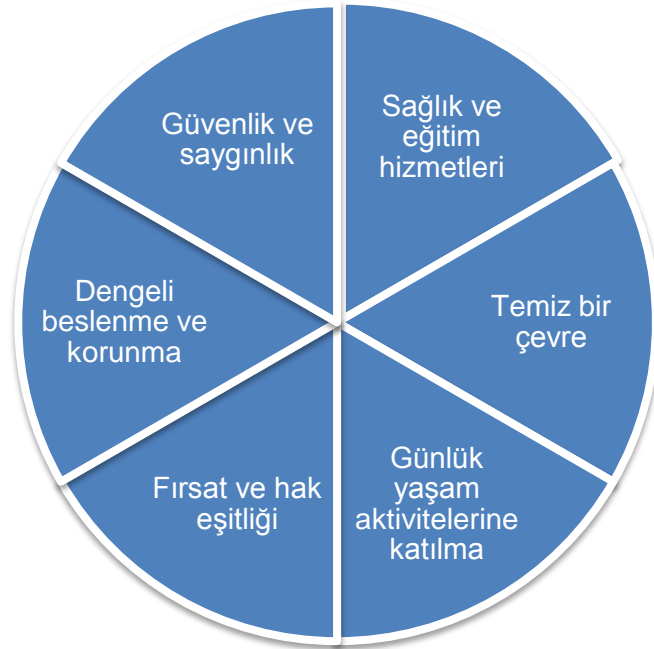 Sağlık ve
eğitim
hizmetleri
Temiz bir
çevre
Günlük
yaşam
aktivitelerine
katılma
Fırsat ve hak
eşitliği
Dengeli
beslenme ve
korunma
Güvenlik ve
saygınlık